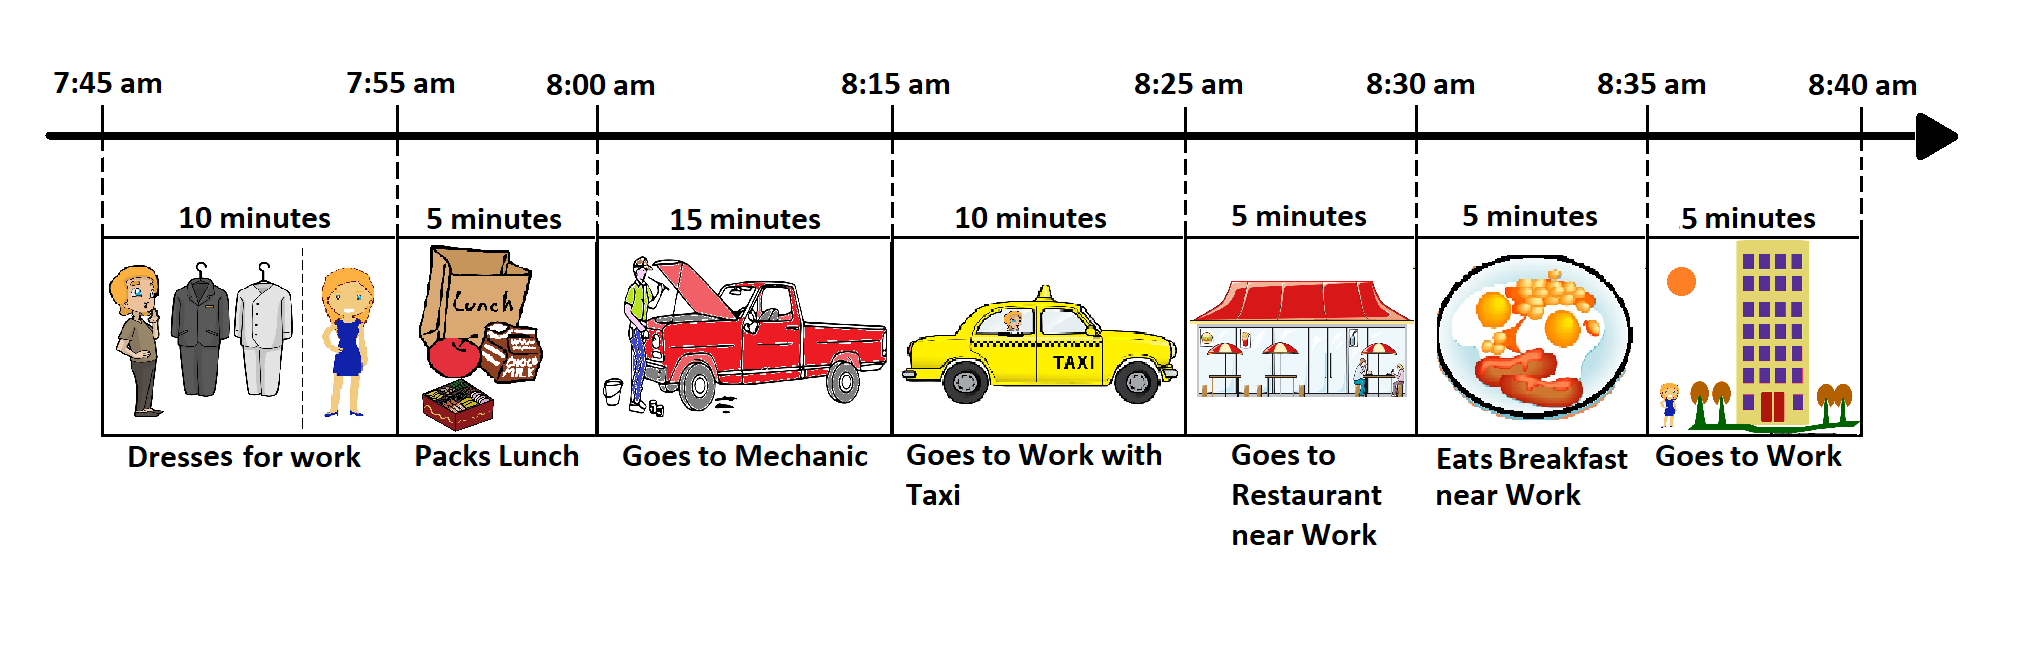 7:45 am 7:55 am 8:00 am 8:15 am 8:25 am 8:30 am 8:35 am 8:40 am
10 minutes 5 minutes 15 minutes 10 minutes 5 minutes 5 minutes 5 minutes
Lunch
TAXI
Dresses for work
Packs Lunch
Goes to Mechanic
Goes to Work with
Taxi
Goes to
Restaurant
near Work
Eats Breakfast
near Work
Goes to Work